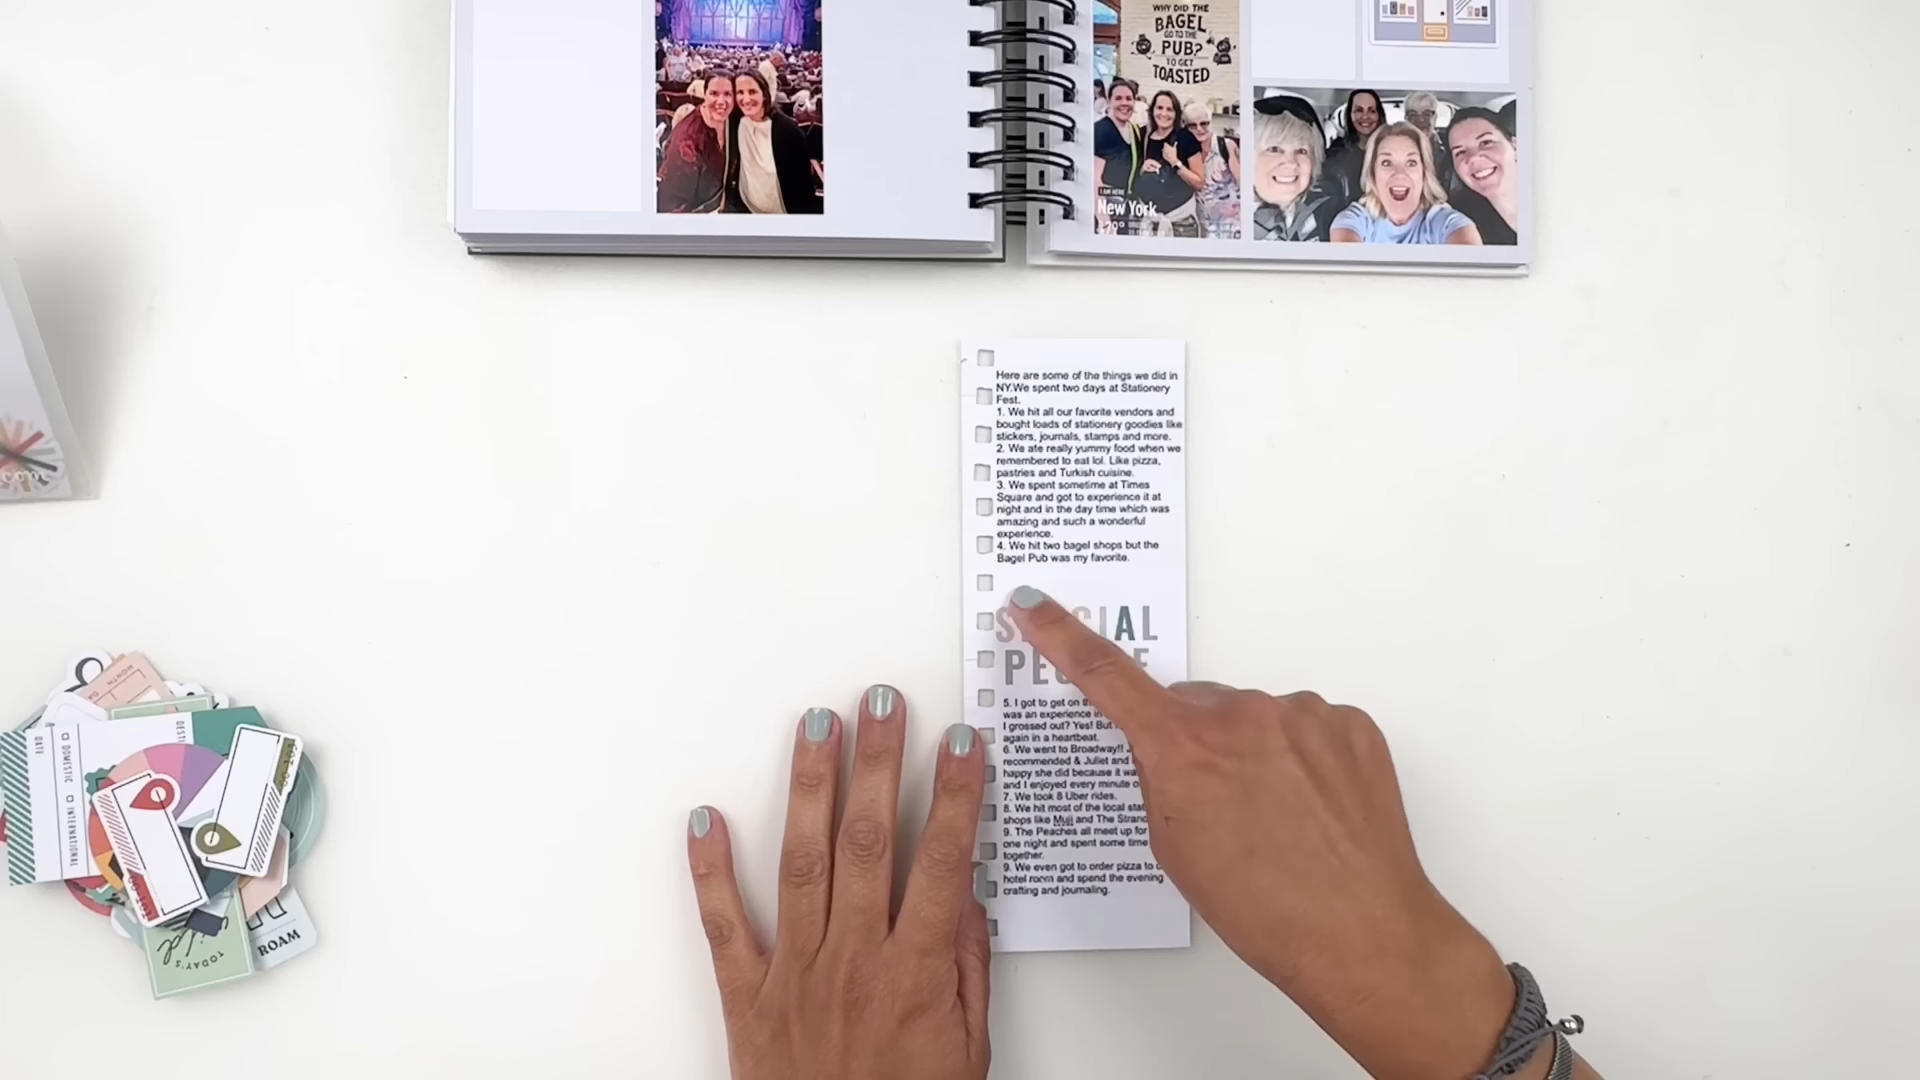 WHY DID THE
BAGEL
GO TO THE
PUB?
TO GET
TOASTED
I AM HERE
New York
79°
Here are some of the things we did in
NY.We spent two days at Stationery
Fest.
1. We hit all our favorite vendors and
bought loads of stationery goodies like
stickers, journals, stamps and more.
2. We ate really yummy food when we
remembered to eat lol. Like pizza,
pastries and Turkish cuisine.
3. We spent sometime at Times
Square and got to experience it at
night and in the day time which was
amazing and such a wonderful
experience.
4. We hit two bagel shops but the
Bagel Pub was my favorite.
S CIAL
PE E
5. I got to get on
was an experience in
I grossed out? Yes! But
again in a heartbeat.
6. We went to Broadway!!
recommended & Juliet and
happy she did because it wa
and I enjoyed every minute
7. We took 8 Uber rides.
8. We hit most of the local
shops like Muji and The Strand
9. The Peaches all meet up for
one night and spent some time
together.
9. We even got to order pizza to
hotel room and spend the evening
crafting and journaling.
MONTH
DATE
DOMESTIC
INTERNATIONAL
TODAY'S
ROAM